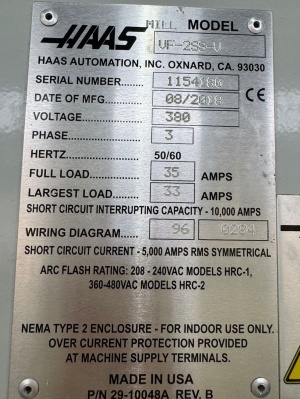 HAAS MILL MODEL
VF-2SS-V
HAAS AUTOMATION, INC. OXNARD, CA. 93030
SERIAL NUMBER 1154180
DATE OF MFG. 08/2018 CE
VOLTAGE 380
PHASE 3
HERTZ 50/60
FULL LOAD 35 AMPS
LARGEST LOAD 33 AMPS
SHORT CIRCUIT INTERRUPTING CAPACITY - 10,000 AMPS
WIRING DIAGRAM 96 0284
SHORT CIRCUIT CURRENT - 5,000 AMPS RMS SYMMETRICAL
ARC FLASH RATING: 208 - 240VAC MODELS HRC-1,
360-480VAC MODELS HRC-2
NEMA TYPE 2 ENCLOSURE - FOR INDOOR USE ONLY.
OVER CURRENT PROTECTION PROVIDED
AT MACHINE SUPPLY TERMINALS.
MADE IN USA
P/N 29-10048A REV. B